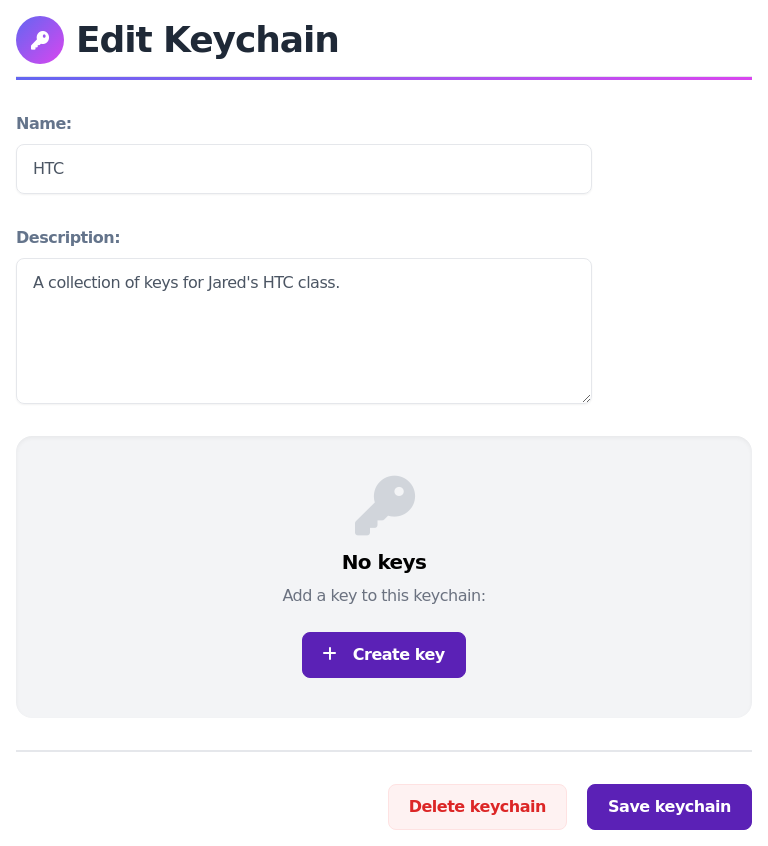 Edit Keychain
Name:
HTC
Description:
A collection of keys for Jared's HTC class.
No keys
Add a key to this keychain:
+ Create key
Delete keychain
Save keychain